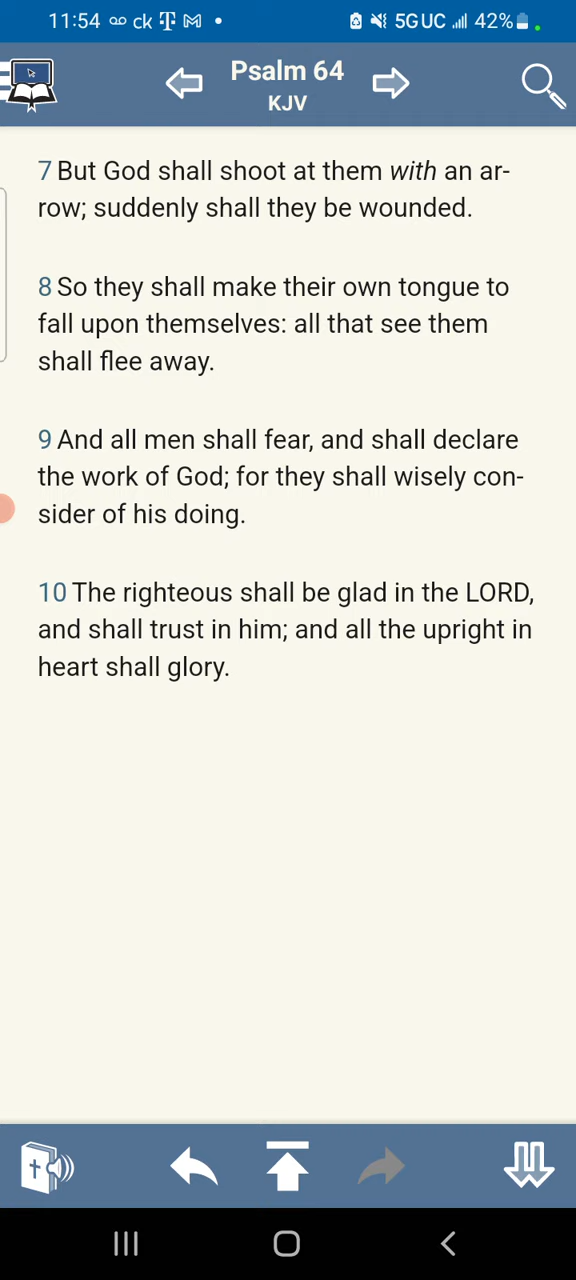 11:54 ck T M 5G UC 42%
Psalm 64
KJV
7 But God shall shoot at them with an ar-
row; suddenly shall they be wounded.
8 So they shall make their own tongue to
fall upon themselves: all that see them
shall flee away.
9 And all men shall fear, and shall declare
the work of God; for they shall wisely con-
sider of his doing.
10 The righteous shall be glad in the LORD,
and shall trust in him; and all the upright in
heart shall glory.